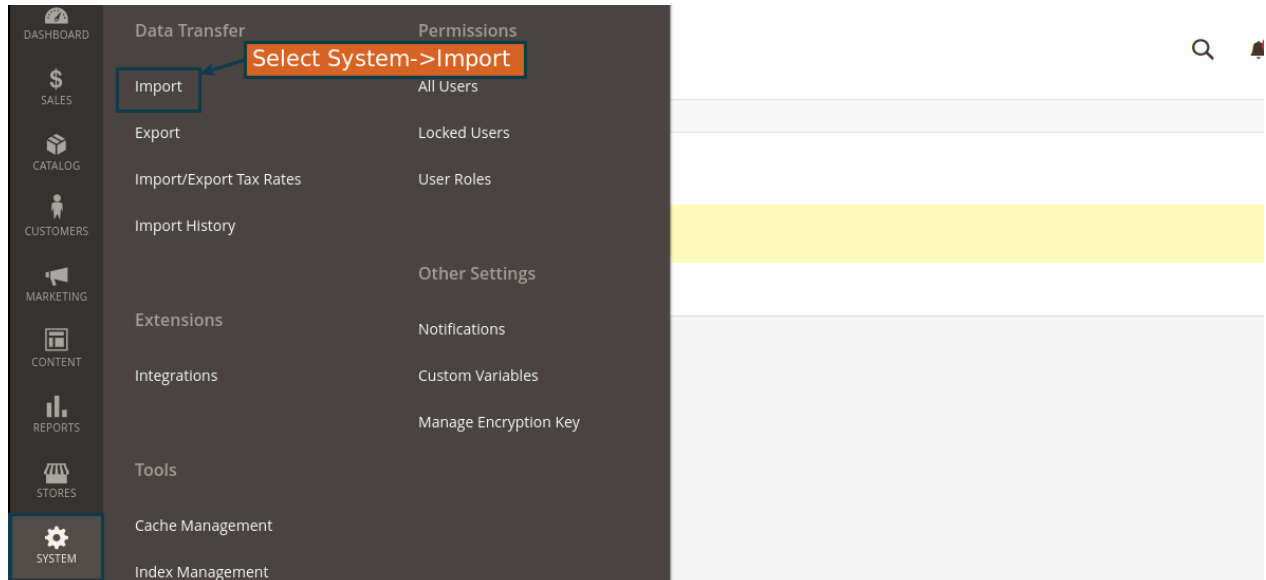 DASHBOARD
SALES
CATALOG
CUSTOMERS
MARKETING
CONTENT
REPORTS
STORES
SYSTEM
Data Transfer
Select System->Import
Import
Export
Import/Export Tax Rates
Import History
Extensions
Integrations
Tools
Cache Management
Index Management
Permissions
All Users
Locked Users
User Roles
Other Settings
Notifications
Custom Variables
Manage Encryption Key